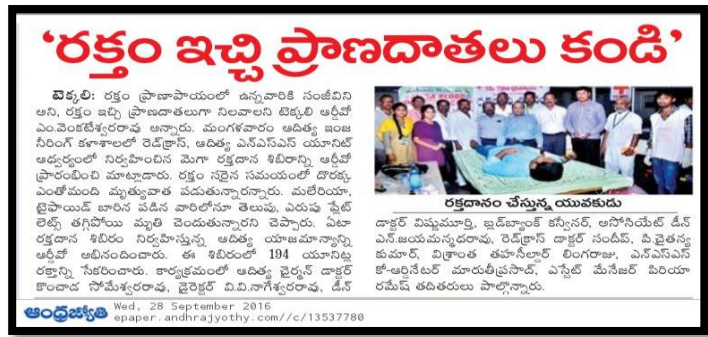 ‘రక్తం ఇచ్చి ప్రాణదాతలు కండి’
టెక్కలి: రక్తం ప్రాణాపాయంలో ఉన్నవారికి సంజీవిని
అని, రక్తం ఇచ్చి ప్రాణదాతలుగా నిలవాలని టెక్కలి ఆర్డీవో
ఎం.వెంకటేశ్వరరావు అన్నారు. మంగళవారం ఆదిత్య ఇంజ
నీరింగ్ కళాశాలలో రెడ్‌క్రాస్, ఆదిత్య ఎన్ఎస్ఎస్ యూనిట్
ఆధ్వర్యంలో నిర్వహించిన మెగా రక్తదాన శిబిరాన్ని ఆర్డీవో
ప్రారంభించి మాట్లాడారు. రక్తం సరైన సమయంలో దొరక్క
ఎంతోమంది మృత్యువాత పడుతున్నారన్నారు. మలేరియా,
టైఫాయిడ్ బారిన పడిన వారిలోనూ తెలుపు, ఎరుపు ప్లేట్
లెట్స్ తగ్గిపోయి మృతి చెందుతున్నారని చెప్పారు. ఏటా
రక్తదాన శిబిరం నిర్వహిస్తున్న ఆదిత్య యాజమాన్యాన్ని
ఆర్డీవో అభినందించారు. ఈ శిబిరంలో 194 యూనిట్ల
రక్తాన్ని సేకరించారు. కార్యక్రమంలో ఆదిత్య చైర్మన్ డాక్టర్
కొంచాడ సోమేశ్వరరావు, డైరెక్టర్ వి.వి.నాగేశ్వరరావు, డీన్
రక్తదానం చేస్తున్న యువకుడు
డాక్టర్ విష్ణుమూర్తి, బ్లడ్‌బ్యాంక్ కన్వీనర్, అసోసియేట్ డీన్
ఎన్.జయమన్మధరావు, రెడ్‌క్రాస్ డాక్టర్ సందీప్, పి.చైతన్య
కుమార్, విశ్రాంత తహసీల్దార్ లింగరాజు, ఎన్ఎస్ఎస్
కో-ఆర్డినేటర్ మారుతీప్రసాద్, ఎస్టేట్ మేనేజర్ పిరియా
రమేష్ తదితరులు పాల్గొన్నారు.
ఆంధ్రజ్యోతి
Wed, 28 September 2016
epaper.andhrajyothy.com//c/13537780